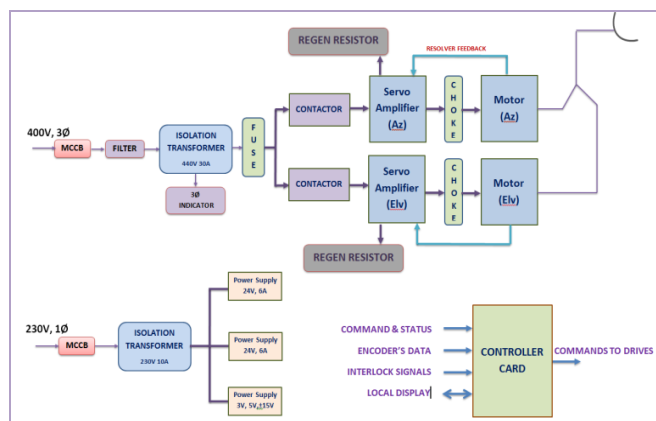 REGEN RESISTOR
RESOLVER FEEDBACK
400V, 3Ø
MCCB
FILTER
ISOLATION
TRANSFORMER
440V 30A
3Ø
INDICATOR
FUSE
CONTACTOR
Servo
Amplifier
(Az)
CHOKE
Motor
(Az)
CONTACTOR
Servo
Amplifier
(Elv)
CHOKE
Motor
(Elv)
REGEN RESISTOR
230V, 1Ø
MCCB
ISOLATION
TRANSFORMER
230V 10A
Power Supply
24V, 6A
Power Supply
24V, 6A
Power Supply
3V, 5V,±15V
COMMAND & STATUS
ENCODER'S DATA
INTERLOCK SIGNALS
LOCAL DISPLAY
CONTROLLER
CARD
COMMANDS TO DRIVES